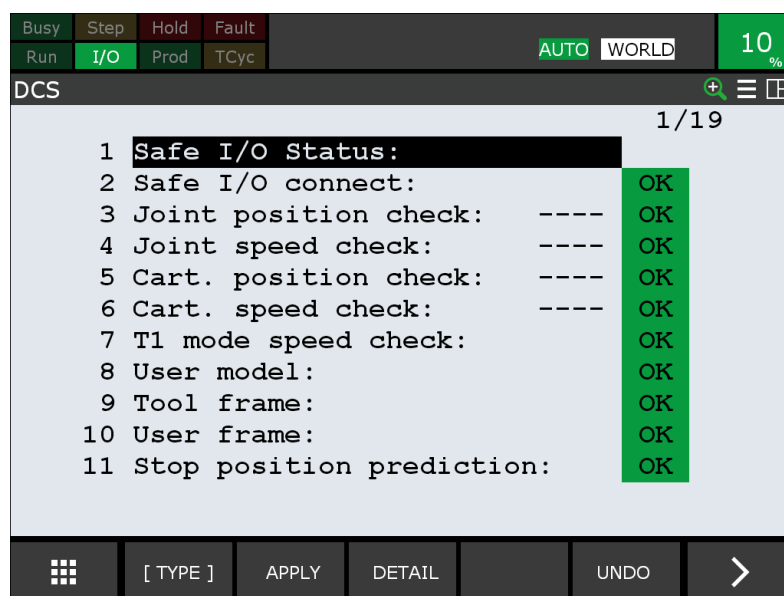 Busy Step Hold Fault
Run I/O Prod TCyc
AUTO WORLD
10 %
DCS
1/19
1 Safe I/O Status:
2 Safe I/O connect: OK
3 Joint position check: ---- OK
4 Joint speed check: ---- OK
5 Cart. position check: ---- OK
6 Cart. speed check: ---- OK
7 T1 mode speed check: OK
8 User model: OK
9 Tool frame: OK
10 User frame: OK
11 Stop position prediction: OK
[ TYPE ] APPLY DETAIL UNDO